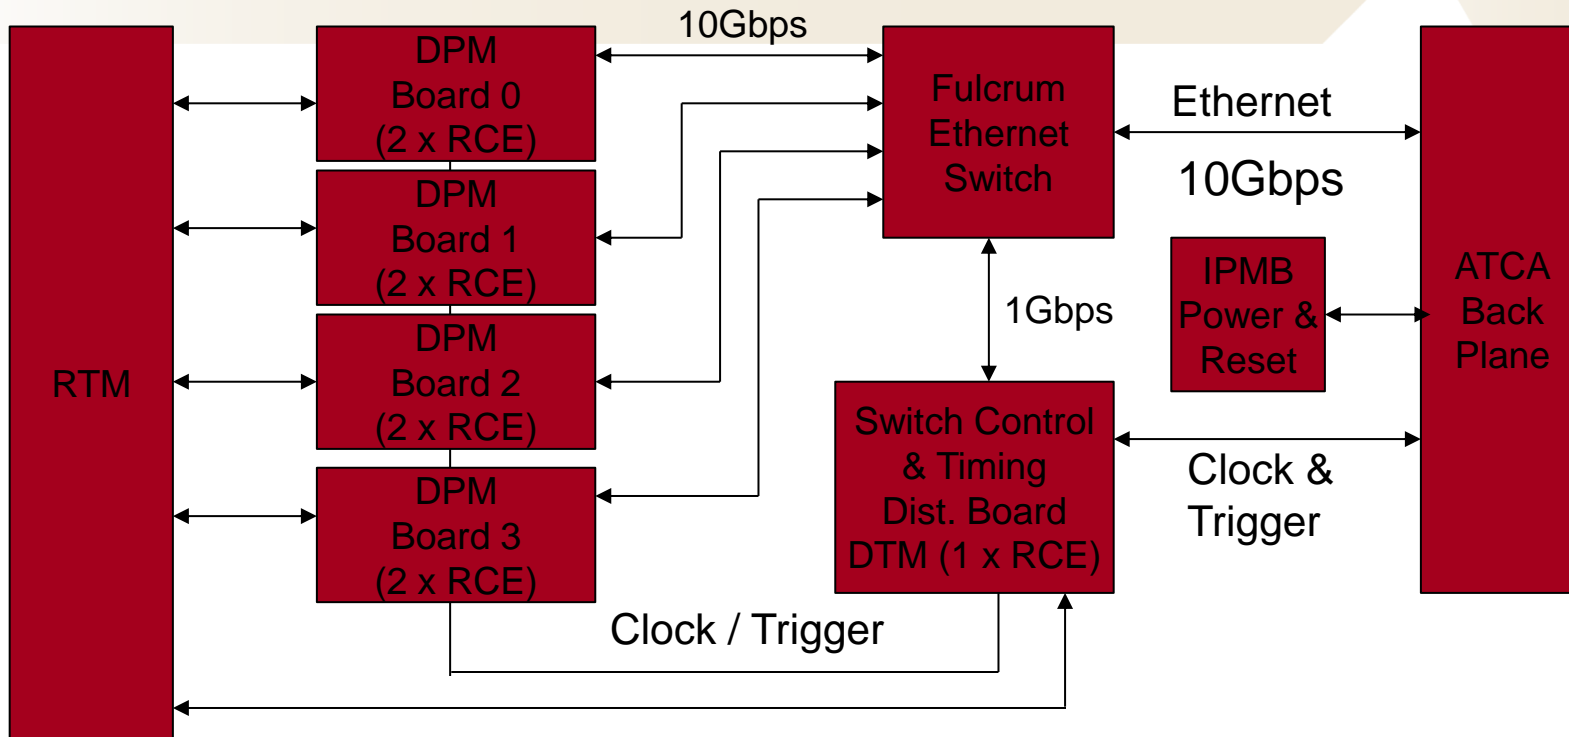 RTM
DPM
Board 0
(2 x RCE)
DPM
Board 1
(2 x RCE)
DPM
Board 2
(2 x RCE)
DPM
Board 3
(2 x RCE)
10Gbps
Fulcrum
Ethernet
Switch
Ethernet
10Gbps
1Gbps
IPMB
Power &
Reset
ATCA
Back
Plane
Switch Control
& Timing
Dist. Board
DTM (1 x RCE)
Clock &
Trigger
Clock / Trigger